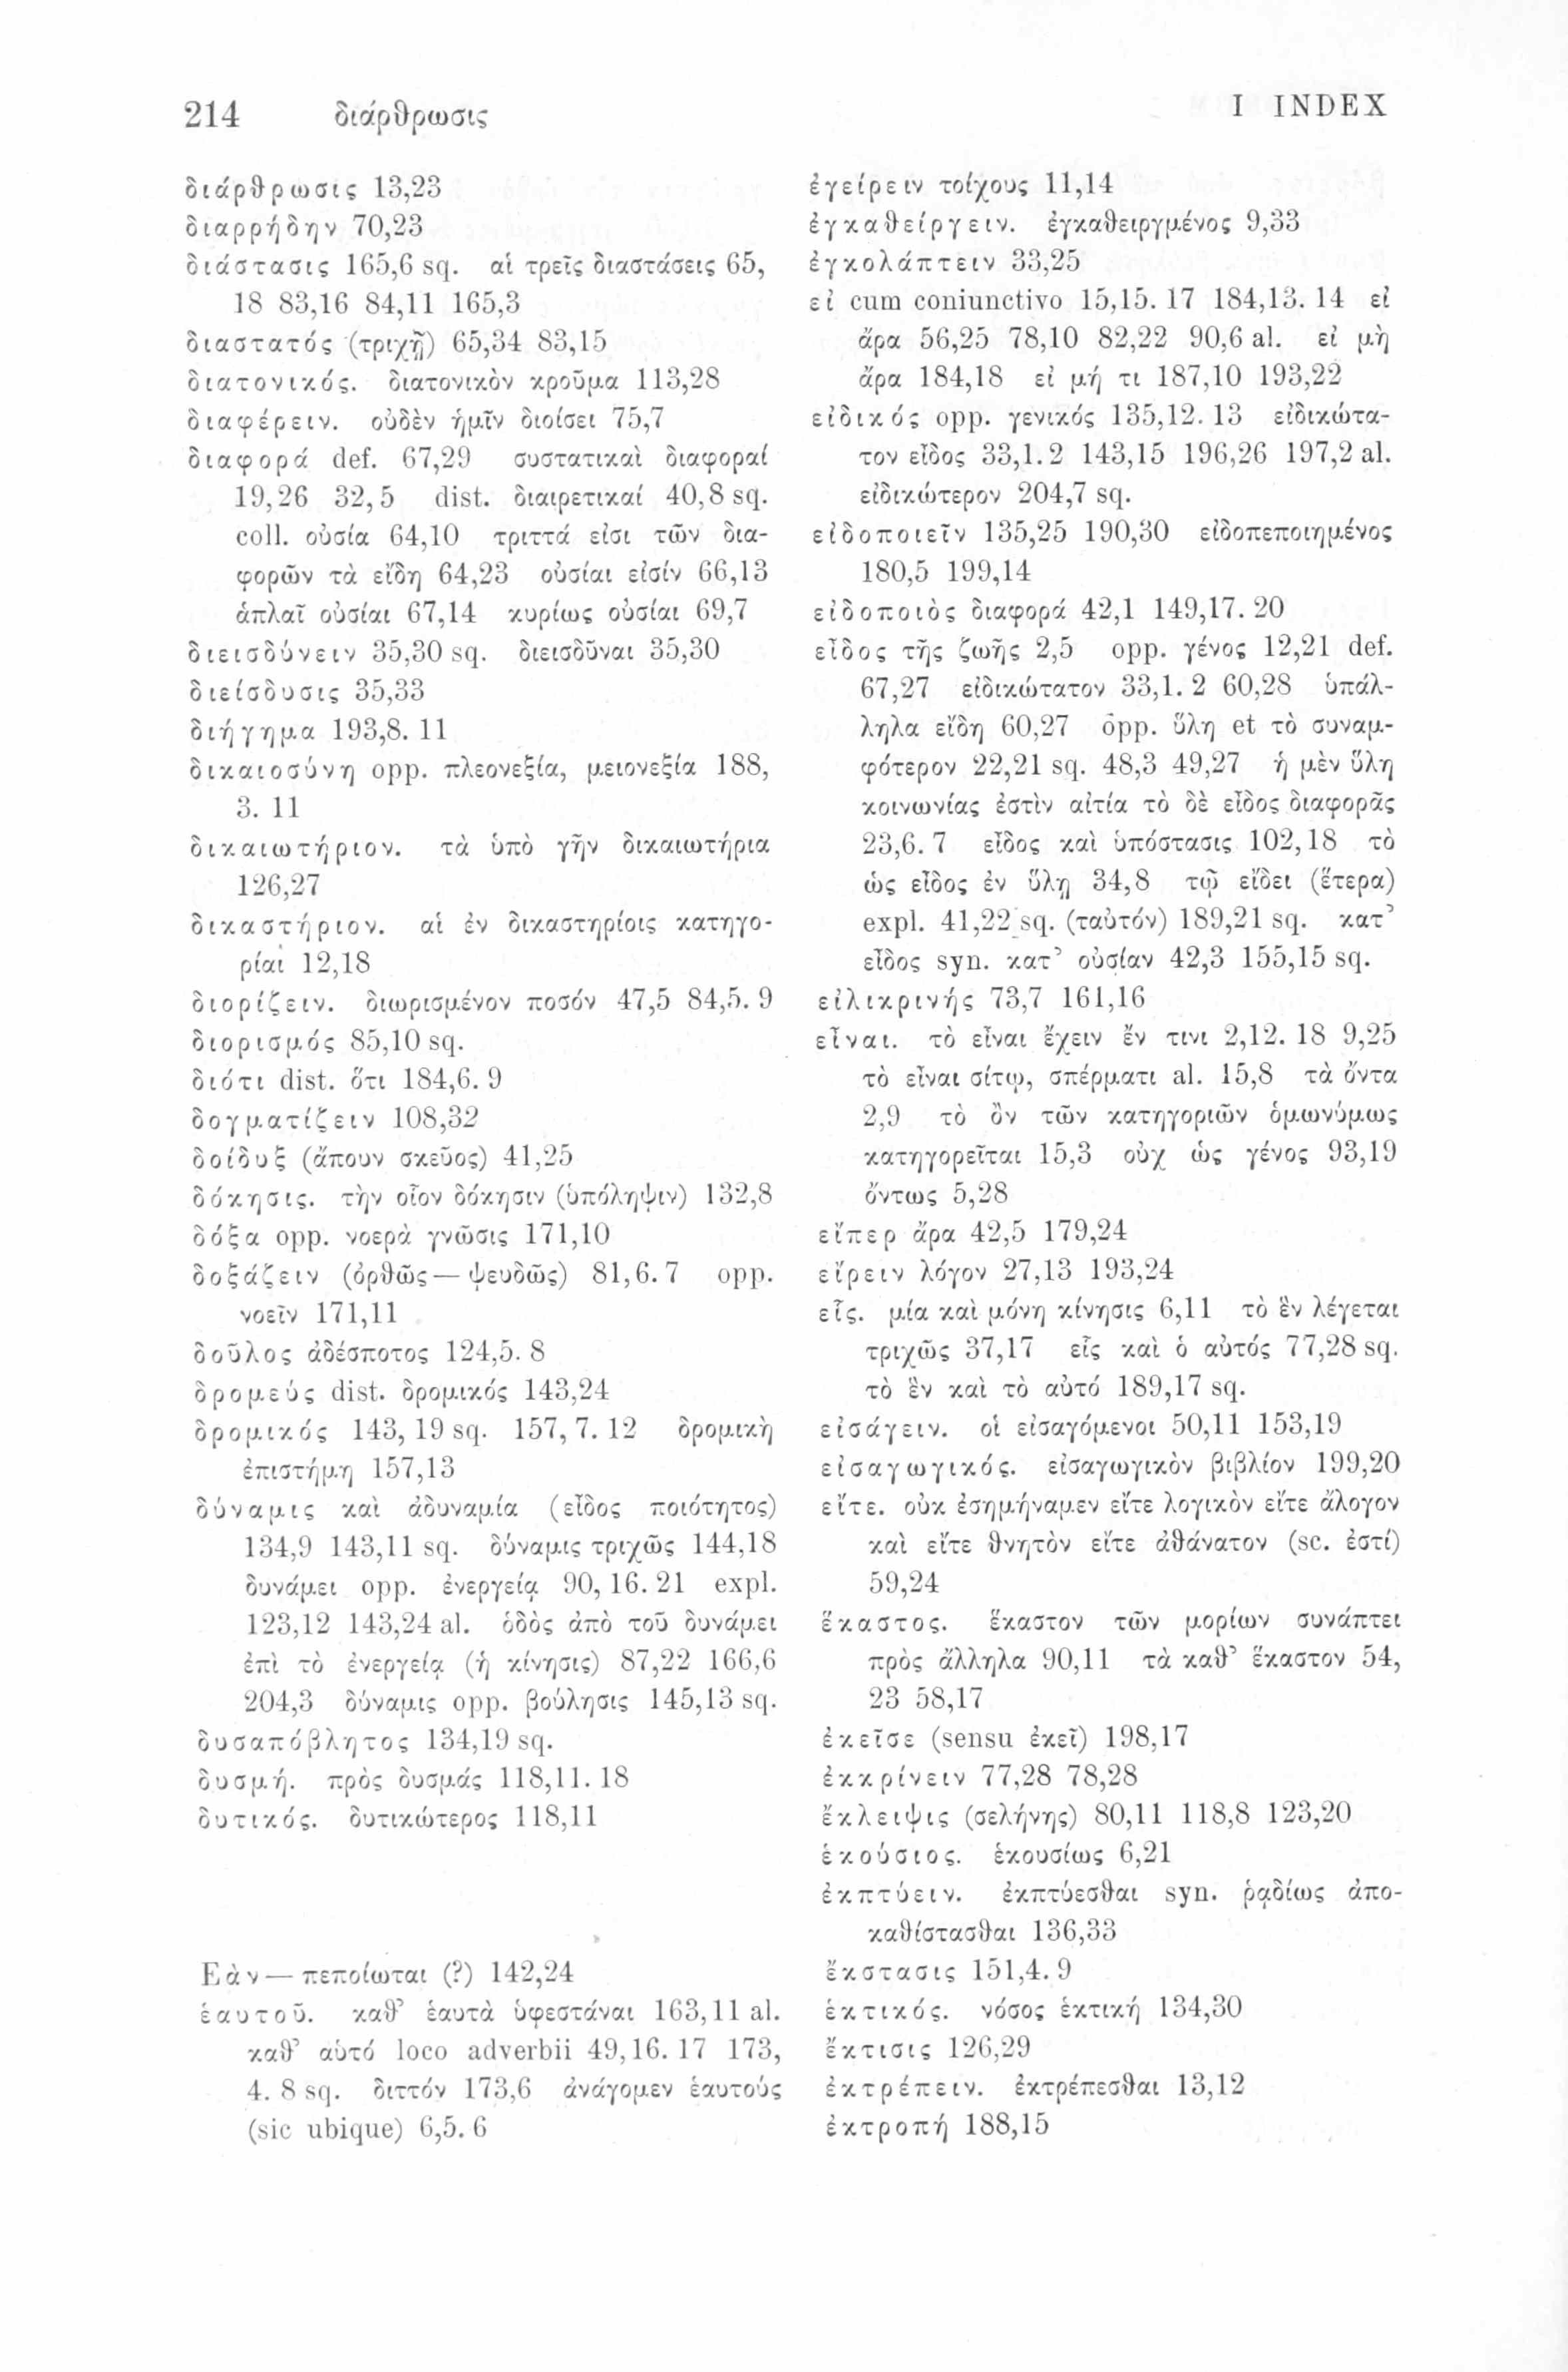 214 διάρθρωσις
I INDEX
διάρθρωσις 13,23
διαρρήδην 70,23
διάστασις 165,6 sq. αἱ τρεῖς διαστάσεις 65,
18 83,16 84,11 165,3
διαστατός (τριχῇ) 65,34 83,15
διατονικός. διατονικὸν κροῦμα 113,28
διαφέρειν. οὐδὲν ἡμῖν διοίσει 75,7
διαφορά def. 67,29 συστατικαὶ διαφοραί
19,26 32,5 dist. διαιρετικαί 40,8 sq.
coll. οὐσία 64,10 τριττά εἰσι τῶν δια-
φορῶν τὰ εἴδη 64,23 οὐσίαι εἰσίν 66,13
ἁπλαῖ οὐσίαι 67,14 κυρίως οὐσίαι 69,7
διεισδύνειν 35,30 sq. διεισδῦναι 35,30
διείσδυσις 35,33
διήγημα 193,8. 11
δικαιοσύνη opp. πλεονεξία, μειονεξία 188,
3. 11
δικαιωτήριον. τὰ ὑπὸ γῆν δικαιωτήρια
126,27
δικαστήριον. αἱ ἐν δικαστηρίοις κατηγο-
ρίαι 12,18
διορίζειν. διωρισμένον ποσόν 47,5 84,5. 9
διορισμός 85,10 sq.
διότι dist. ὅτι 184,6. 9
δογματίζειν 108,32
δοίδυξ (ἄπουν σκεῦος) 41,25
δόκησις. τὴν οἷον δόκησιν (ὑπόληψιν) 132,8
δόξα opp. νοερὰ γνῶσις 171,10
δοξάζειν (ὀρθῶς — ψευδῶς) 81,6. 7 opp.
νοεῖν 171,11
δοῦλος ἀδέσποτος 124,5. 8
δρομεύς dist. δρομικός 143,24
δρομικός 143, 19 sq. 157, 7. 12 δρομικὴ
ἐπιστήμη 157,13
δύναμις καὶ ἀδυναμία (εἶδος ποιότητος)
134,9 143,11 sq. δύναμις τριχῶς 144,18
δυνάμει opp. ἐνεργείᾳ 90, 16. 21 expl.
123,12 143,24 al. ὁδὸς ἀπὸ τοῦ δυνάμει
ἐπὶ τὸ ἐνεργείᾳ (ἡ κίνησις) 87,22 166,6
204,3 δύναμις opp. βούλησις 145,13 sq.
δυσαπόβλητος 134,19 sq.
δυσμή. πρὸς δυσμάς 118,11. 18
δυτικός. δυτικώτερος 118,11
Ἐὰν — πεποίωται (?) 142,24
ἑαυτοῦ. καθ’ ἑαυτὰ ὑφεστάναι 163,11 al.
καθ’ αὑτό loco adverbii 49,16. 17 173,
4. 8 sq. διττόν 173,6 ἀνάγομεν ἑαυτούς
(sic ubique) 6,5. 6
ἐγείρειν τοίχους 11,14
ἐγκαθείργειν. ἐγκαθειργμένος 9,33
ἐγκολάπτειν 33,25
εἰ cum coniunctivo 15,15. 17 184,13. 14 εἰ
ἄρα 56,25 78,10 82,22 90,6 al. εἰ μὴ
ἄρα 184,18 εἰ μή τι 187,10 193,22
εἰδικός opp. γενικός 135,12. 13 εἰδικώτα-
τον εἶδος 33,1. 2 143,15 196,26 197,2 al.
εἰδικώτερον 204,7 sq.
εἰδοποιεῖν 135,25 190,30 εἰδοπεποιημένος
180,5 199,14
εἰδοποιὸς διαφορά 42,1 149,17. 20
εἶδος τῆς ζωῆς 2,5 opp. γένος 12,21 def.
67,27 εἰδικώτατον 33,1. 2 60,28 ὑπάλ-
ληλα εἴδη 60,27 opp. ὕλη et τὸ συναμ-
φότερον 22,21 sq. 48,3 49,27 ἡ μὲν ὕλη
κοινωνίας ἐστὶν αἰτία τὸ δὲ εἶδος διαφορᾶς
23,6. 7 εἶδος καὶ ὑπόστασις 102,18 τὸ
ὡς εἶδος ἐν ὕλῃ 34,8 τῷ εἴδει (ἕτερα)
expl. 41,22 sq. (ταὐτόν) 189,21 sq. κατ’
εἶδος syn. κατ’ οὐσίαν 42,3 155,15 sq.
εἰλικρινής 73,7 161,16
εἶναι. τὸ εἶναι ἔχειν ἔν τινι 2,12. 18 9,25
τὸ εἶναι σίτῳ, σπέρματι al. 15,8 τὰ ὄντα
2,9 τὸ ὂν τῶν κατηγοριῶν ὁμωνύμως
κατηγορεῖται 15,3 οὐχ ὡς γένος 93,19
ὄντως 5,28
εἴπερ ἄρα 42,5 179,24
εἴρειν λόγον 27,13 193,24
εἷς. μία καὶ μόνη κίνησις 6,11 τὸ ἓν λέγεται
τριχῶς 37,17 εἷς καὶ ὁ αὐτός 77,28 sq.
τὸ ἓν καὶ τὸ αὐτό 189,17 sq.
εἰσάγειν. οἱ εἰσαγόμενοι 50,11 153,19
εἰσαγωγικός. εἰσαγωγικὸν βιβλίον 199,20
εἴτε. οὐκ ἐσημήναμεν εἴτε λογικὸν εἴτε ἄλογον
καὶ εἴτε θνητὸν εἴτε ἀθάνατον (sc. ἐστί)
59,24
ἕκαστος. ἕκαστον τῶν μορίων συνάπτει
πρὸς ἄλληλα 90,11 τὰ καθ’ ἕκαστον 54,
23 58,17
ἐκεῖσε (sensu ἐκεῖ) 198,17
ἐκκρίνειν 77,28 78,28
ἔκλειψις (σελήνης) 80,11 118,8 123,20
ἑκούσιος. ἑκουσίως 6,21
ἐκπτύειν. ἐκπτύεσθαι syn. ῥᾳδίως ἀπο-
καθίστασθαι 136,33
ἔκστασις 151,4. 9
ἑκτικός. νόσος ἑκτική 134,30
ἔκτισις 126,29
ἐκτρέπειν. ἐκτρέπεσθαι 13,12
ἐκτροπή 188,15